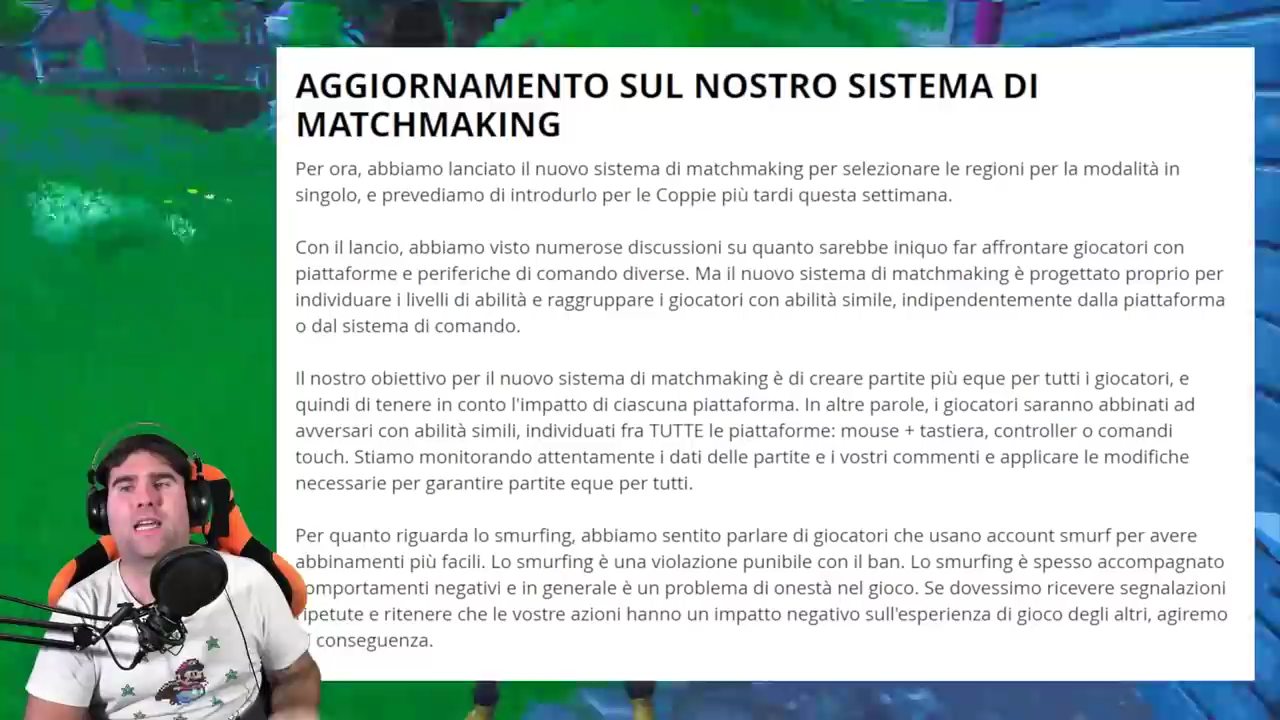 AGGIORNAMENTO SUL NOSTRO SISTEMA DI
MATCHMAKING
Per ora, abbiamo lanciato il nuovo sistema di matchmaking per selezionare le regioni per la modalità in
singolo, e prevediamo di introdurlo per le Coppie più tardi questa settimana.
Con il lancio, abbiamo visto numerose discussioni su quanto sarebbe iniquo far affrontare giocatori con
piattaforme e periferiche di comando diverse. Ma il nuovo sistema di matchmaking è progettato proprio per
individuare i livelli di abilità e raggruppare i giocatori con abilità simile, indipendentemente dalla piattaforma
o dal sistema di comando.
Il nostro obiettivo per il nuovo sistema di matchmaking è di creare partite più eque per tutti i giocatori, e
quindi di tenere in conto l'impatto di ciascuna piattaforma. In altre parole, i giocatori saranno abbinati ad
avversari con abilità simili, individuati fra TUTTE le piattaforme: mouse + tastiera, controller o comandi
touch. Stiamo monitorando attentamente i dati delle partite e i vostri commenti e applicare le modifiche
necessarie per garantire partite eque per tutti.
Per quanto riguarda lo smurfing, abbiamo sentito parlare di giocatori che usano account smurf per avere
abbinamenti più facili. Lo smurfing è una violazione punibile con il ban. Lo smurfing è spesso accompagnato
omportamenti negativi e in generale è un problema di onestà nel gioco. Se dovessimo ricevere segnalazioni
ripetute e ritenere che le vostre azioni hanno un impatto negativo sull'esperienza di gioco degli altri, agiremo
conseguenza.